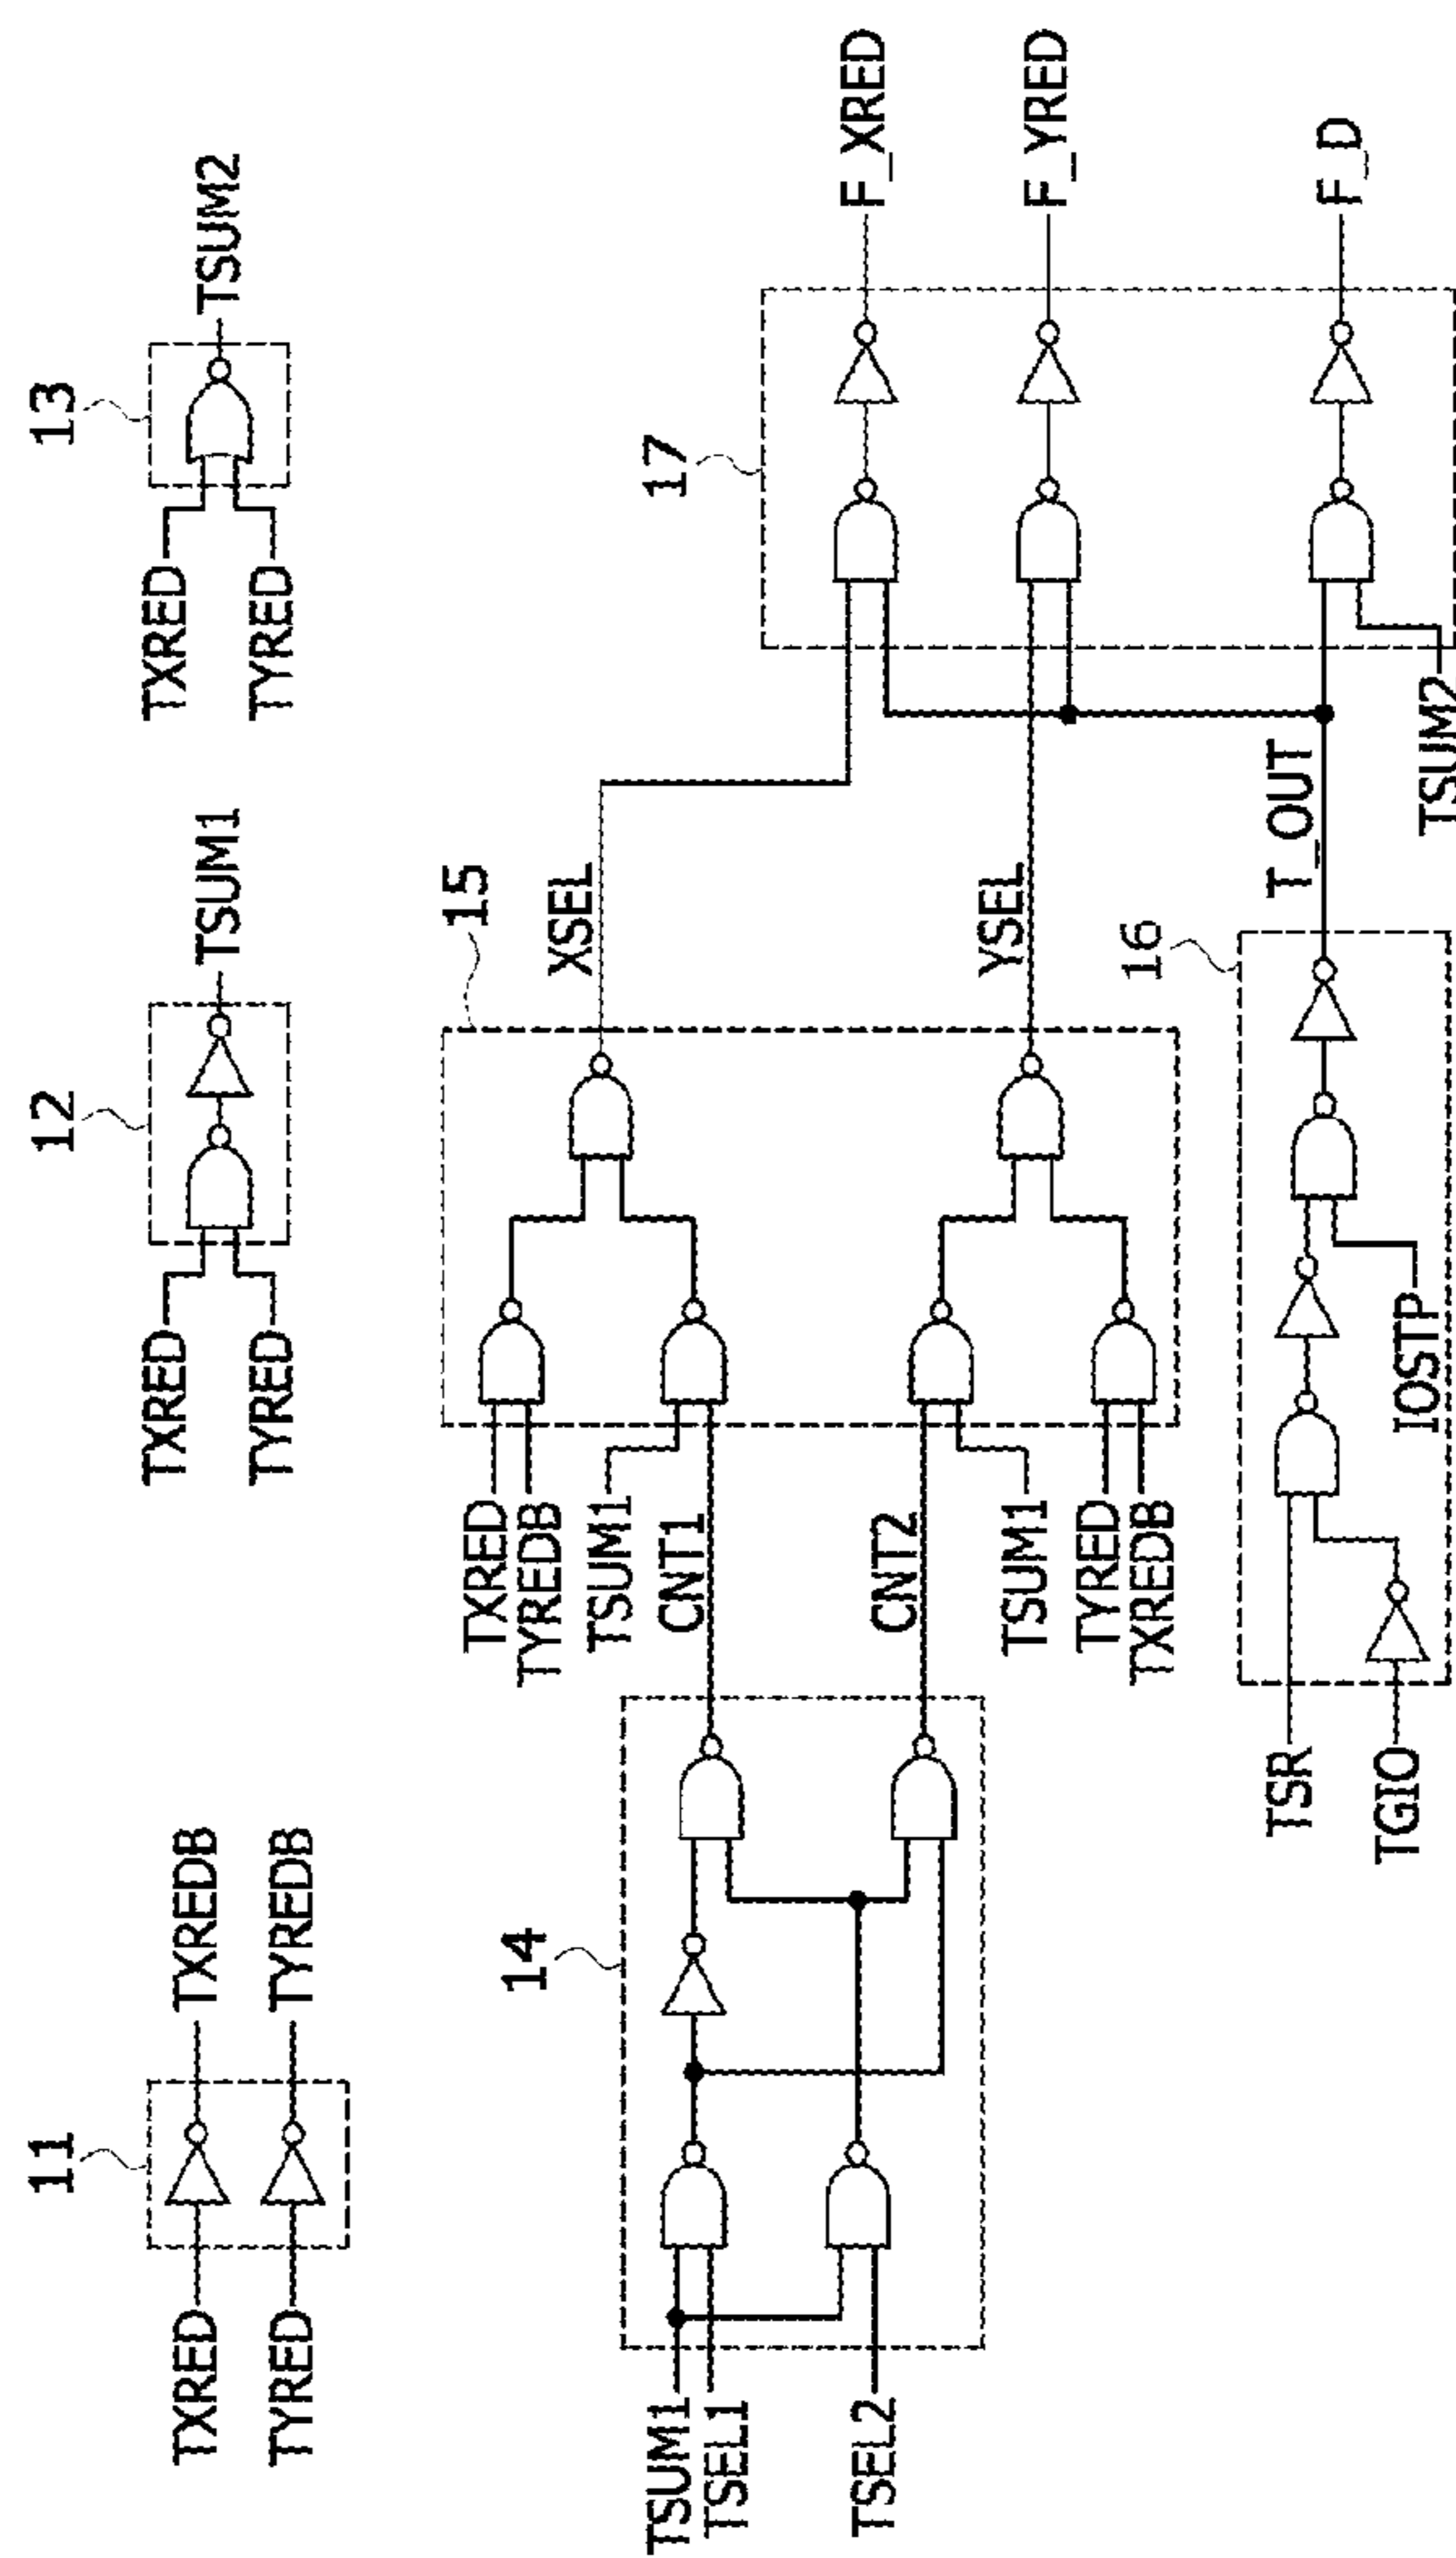 11
TXRED
TXREDB
TYRED
TYREDB
12
TXRED
TYRED
TSUM1
13
TXRED
TYRED
TSUM2
14
TSUM1
TSEL1
TSEL2
15
TXRED
TYREDB
TSUM1
CNT1
CNT2
TSUM1
TYRED
TXREDB
XSEL
YSEL
16
TSR
TGIO
IOSTP
T_OUT
17
TSUM2
F_XRED
F_YRED
F_D